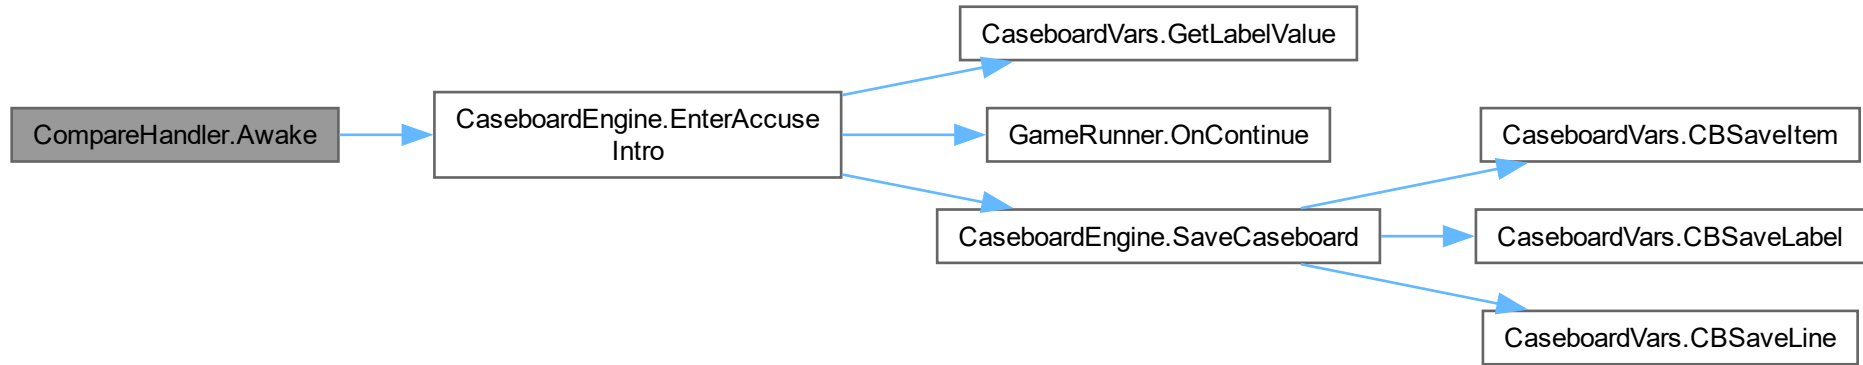 CompareHandler.Awake
CaseboardEngine.EnterAccuse
Intro
CaseboardVars.GetLabelValue
GameRunner.OnContinue
CaseboardEngine.SaveCaseboard
CaseboardVars.CBSaveItem
CaseboardVars.CBSaveLabel
CaseboardVars.CBSaveLine